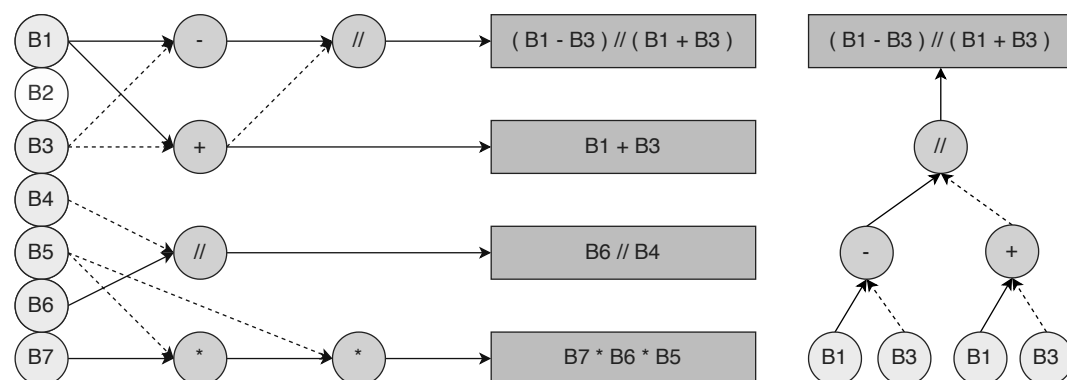 B1 - // ( B1 - B3 ) // ( B1 + B3 )
B2
B3 + B1 + B3
B4
B5 // B6 // B4
B6
B7 * * B7 * B6 * B5
( B1 - B3 ) // ( B1 + B3 )
//
- +
B1 B3 B1 B3